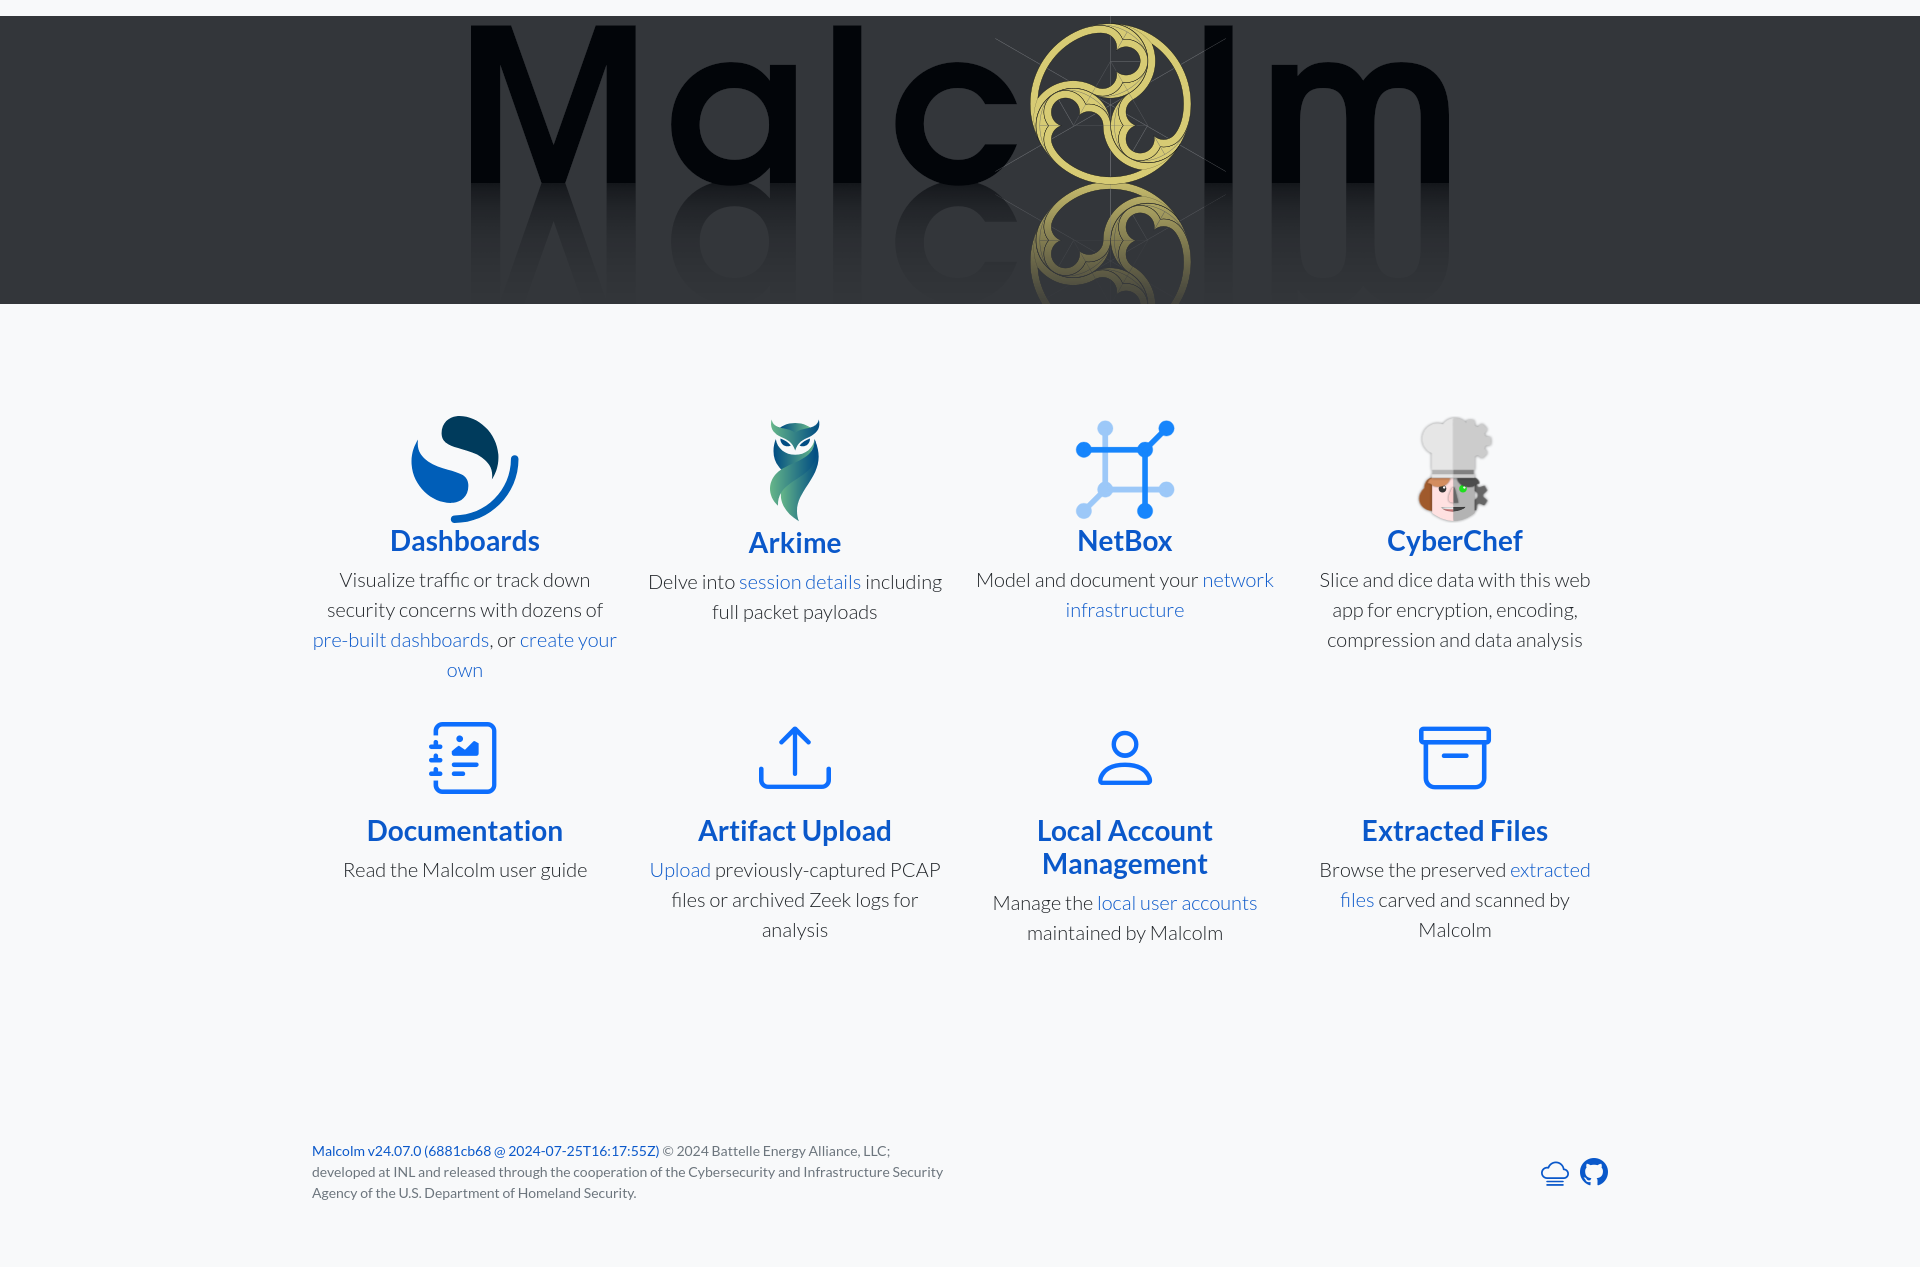 Malcolm
Dashboards
Visualize traffic or track down
security concerns with dozens of
pre-built dashboards, or create your
own
Arkime
Delve into session details including
full packet payloads
NetBox
Model and document your network
infrastructure
CyberChef
Slice and dice data with this web
app for encryption, encoding,
compression and data analysis
Documentation
Read the Malcolm user guide
Artifact Upload
Upload previously-captured PCAP
files or archived Zeek logs for
analysis
Local Account
Management
Manage the local user accounts
maintained by Malcolm
Extracted Files
Browse the preserved extracted
files carved and scanned by
Malcolm
Malcolm v24.07.0 (6881cb68 @ 2024-07-25T16:17:55Z) © 2024 Battelle Energy Alliance, LLC;
developed at INL and released through the cooperation of the Cybersecurity and Infrastructure Security
Agency of the U.S. Department of Homeland Security.